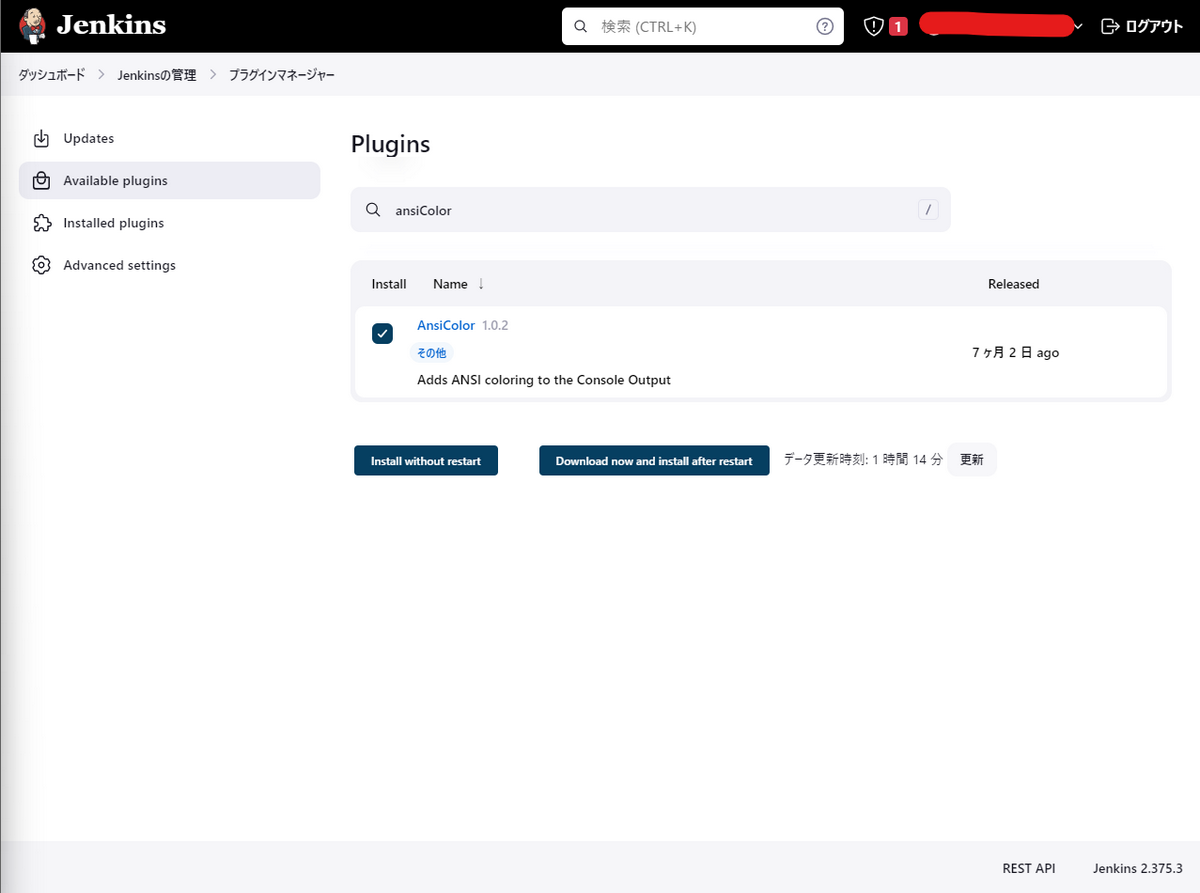 Jenkins
検索 (CTRL+K)
?
1
ログアウト
ダッシュボード
Jenkinsの管理
プラグインマネージャー
Updates
Available plugins
Installed plugins
Advanced settings
Plugins
ansiColor
/
Install Name ↓ Released
AnsiColor 1.0.2
その他
7 ヶ月 2 日 ago
Adds ANSI coloring to the Console Output
Install without restart
Download now and install after restart
データ更新時刻: 1 時間 14 分
更新
REST API
Jenkins 2.375.3